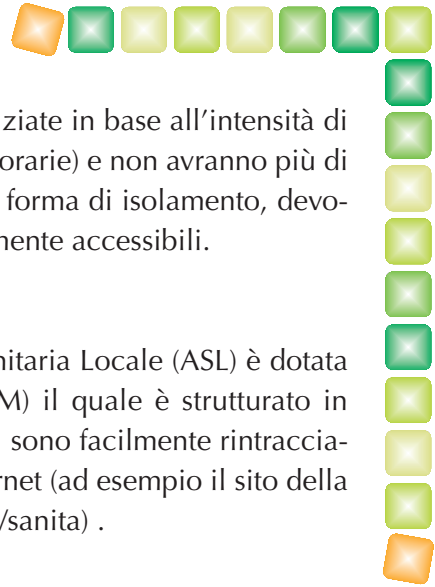 ziate in base all’intensità di
orarie) e non avranno più di
forma di isolamento, devo-
mente accessibili.
nitaria Locale (ASL) è dotata
M) il quale è strutturato in
sono facilmente rintraccia-
rnet (ad esempio il sito della
/sanita) .